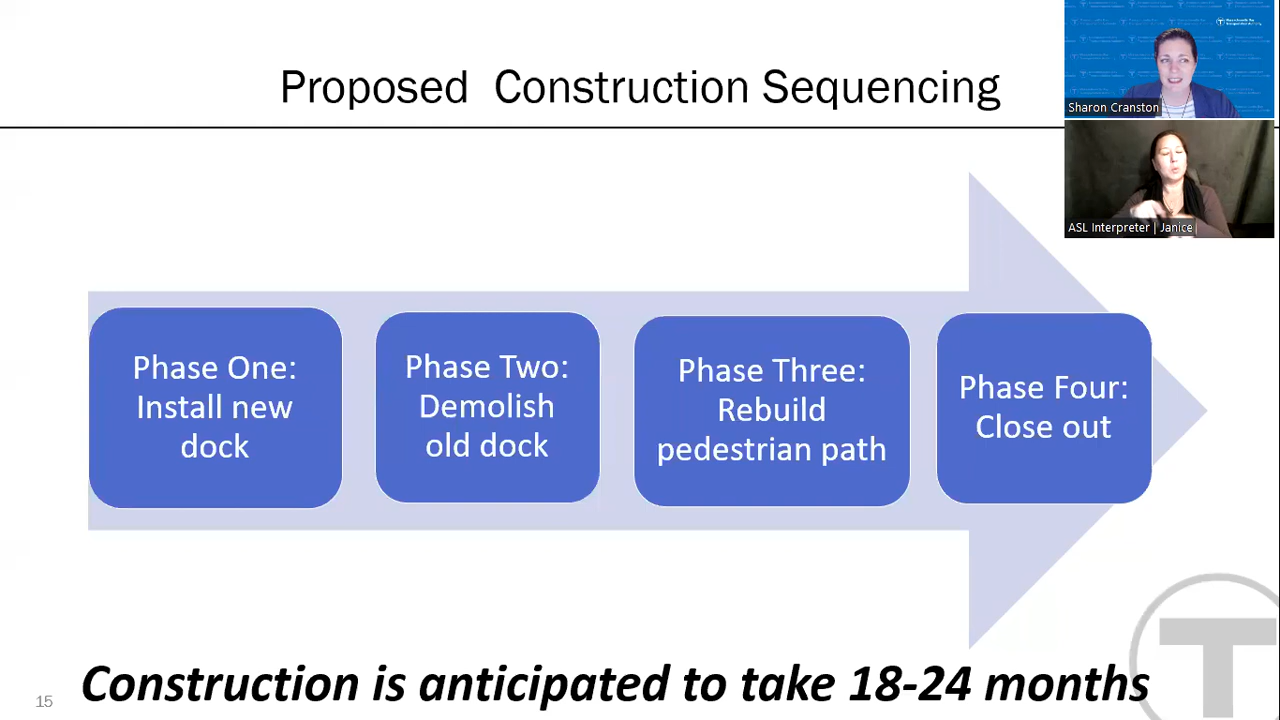 Proposed  Construction Sequencing
Sharon Cranston
ASL Interpreter | Janice
Phase One:
Install new
dock
Phase Two:
Demolish
old dock
Phase Three:
Rebuild
pedestrian path
Phase Four:
Close out
Construction is anticipated to take 18-24 months
15
T